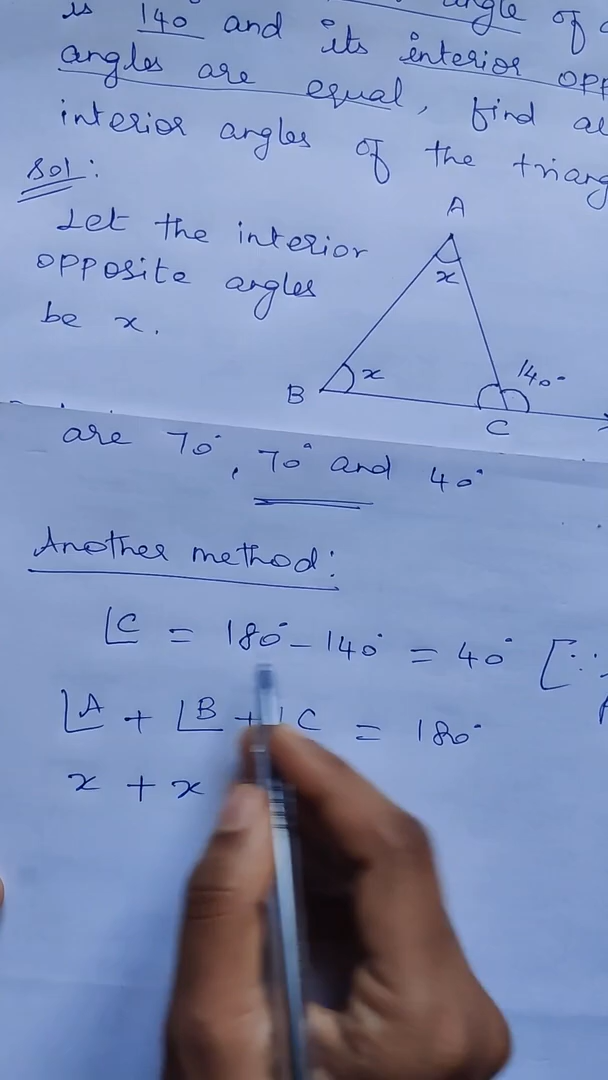 is 140 and its interior
angles are equal, find
interior angles of the
Sol:
Let the interior
opposite angles
be x.
A
x
B
x
140°
C
are 70°, 70° and 40°
Another method:
∠C = 180° - 140° = 40° [∵
∠A + ∠B + ∠C = 180°
x + x